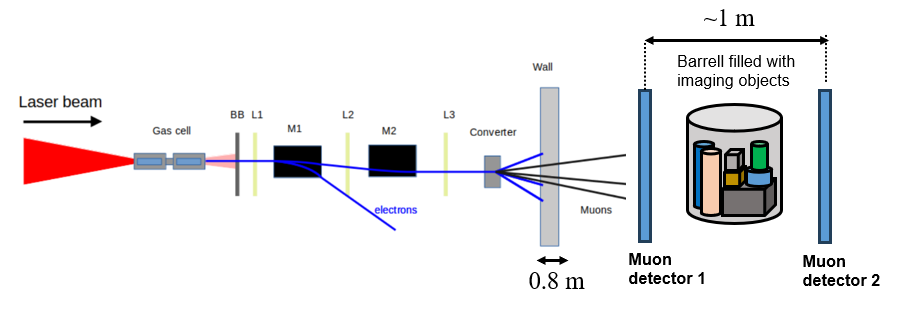 ~1 m
Barrell filled with
imaging objects
Wall
Laser beam
Gas cell
BB
L1
M1
L2
M2
L3
Converter
electrons
Muons
0.8 m
Muon
detector 1
Muon
detector 2